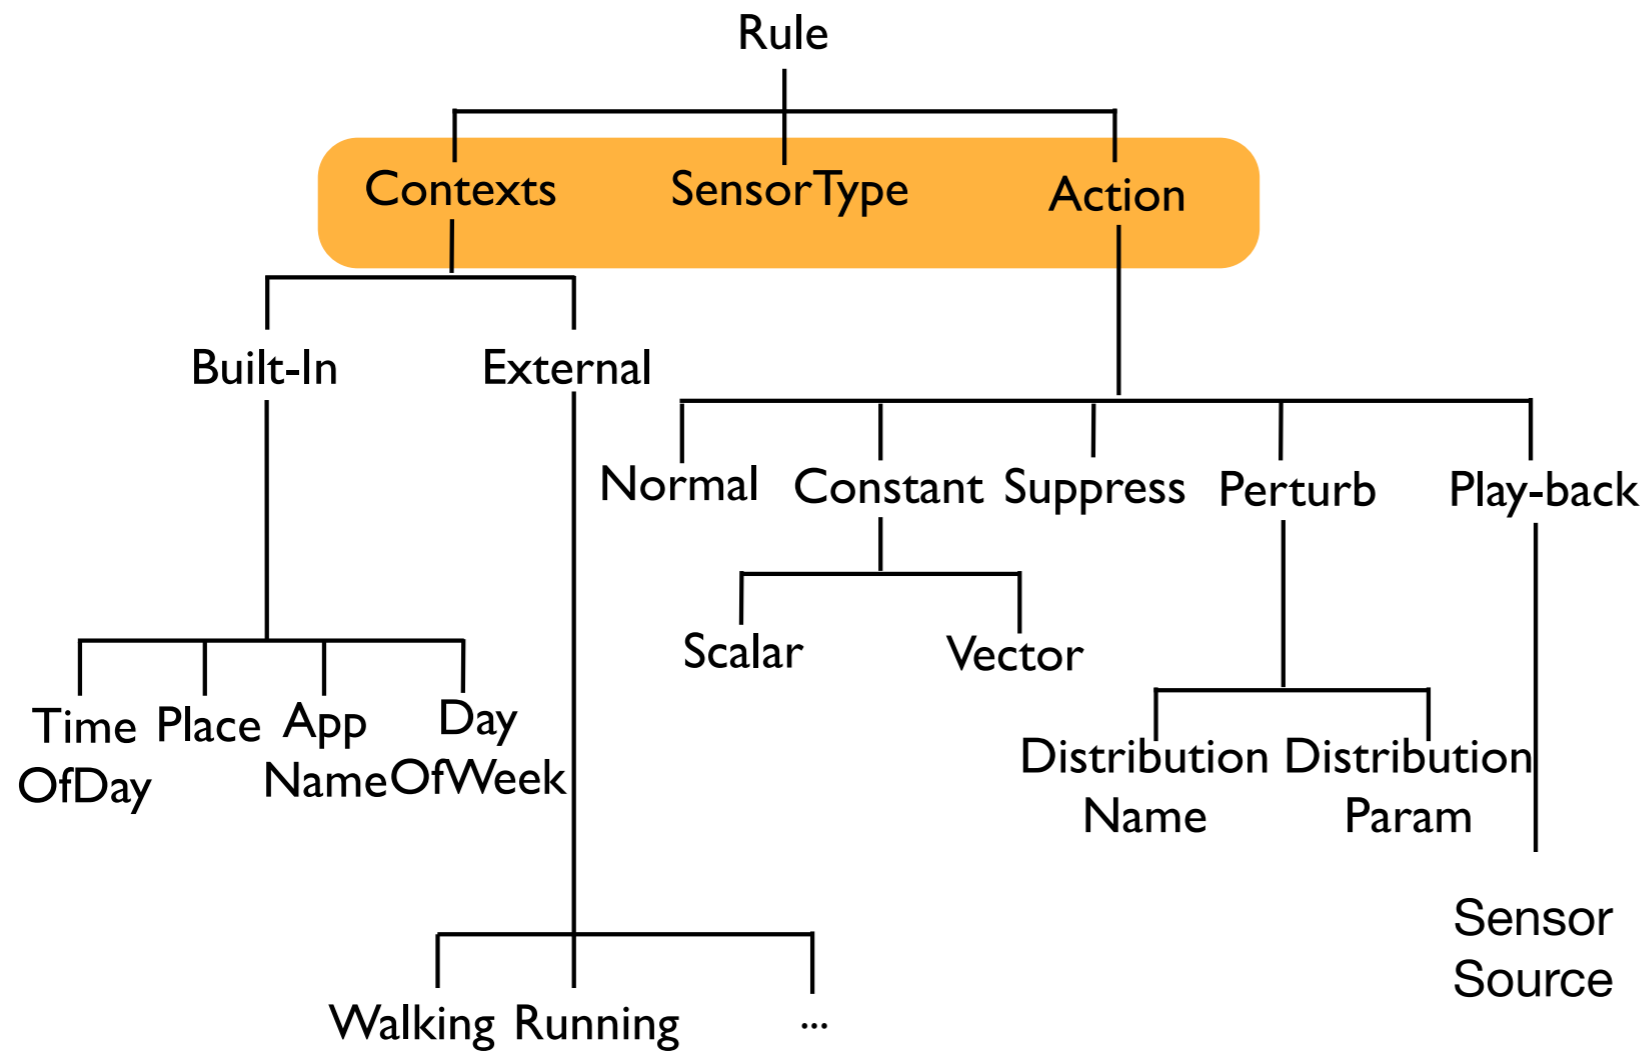 Rule
Contexts SensorType Action
Built-In External
Normal Constant Suppress Perturb Play-back
Scalar Vector
Time Place App Day
OfDay Name OfWeek
Distribution Distribution
Name Param
Sensor
Source
Walking Running ...